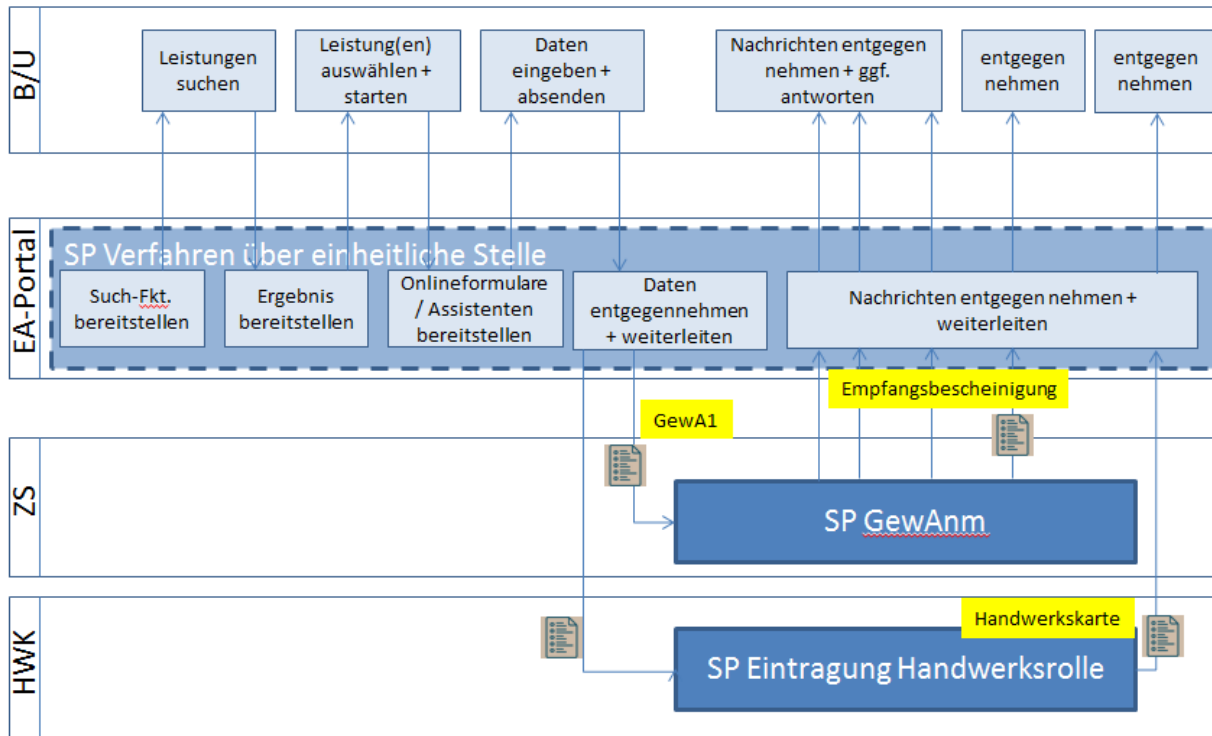 B/U
Leistungen
suchen
Leistung(en)
auswählen +
starten
Daten
eingeben +
absenden
Nachrichten entgegen
nehmen + ggf.
antworten
entgegen
nehmen
entgegen
nehmen
EA-Portal
SP Verfahren über einheitliche Stelle
Such-Fkt.
bereitstellen
Ergebnis
bereitstellen
Onlineformulare
/ Assistenten
bereitstellen
Daten
entgegennehmen
+ weiterleiten
Nachrichten entgegen nehmen +
weiterleiten
Empfangsbescheinigung
GewA1
ZS
SP GewAnm
HWK
Handwerkskarte
SP Eintragung Handwerksrolle